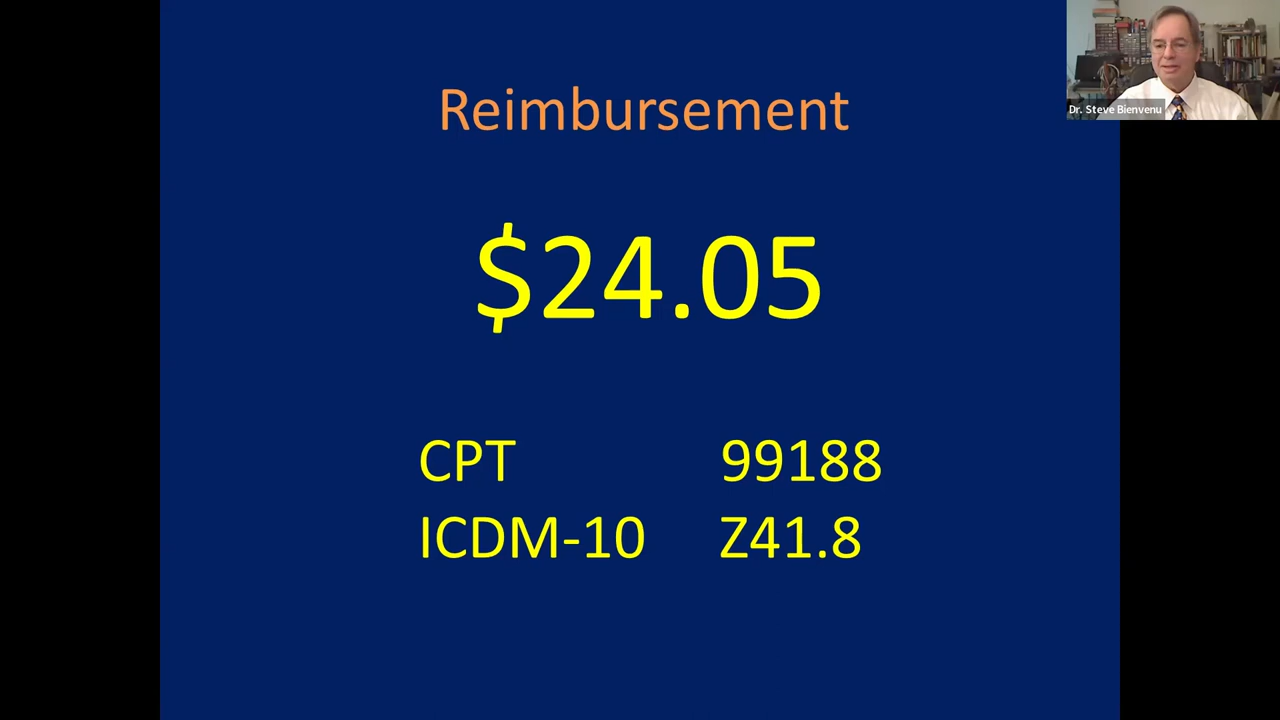 Reimbursement
Dr. Steve Bienvenu
$24.05
CPT 99188
ICDM-10 Z41.8